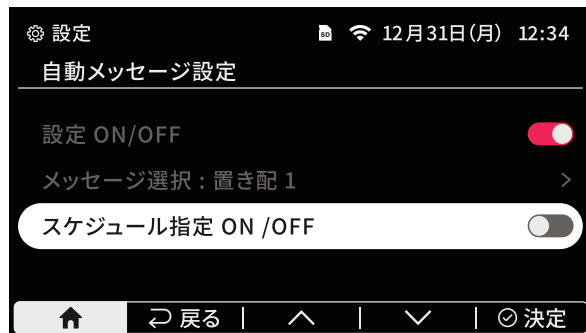 設定 SD 12月31日(月) 12:34
自動メッセージ設定
設定 ON/OFF
メッセージ選択：置き配 1
スケジュール指定 ON /OFF
戻る 決定